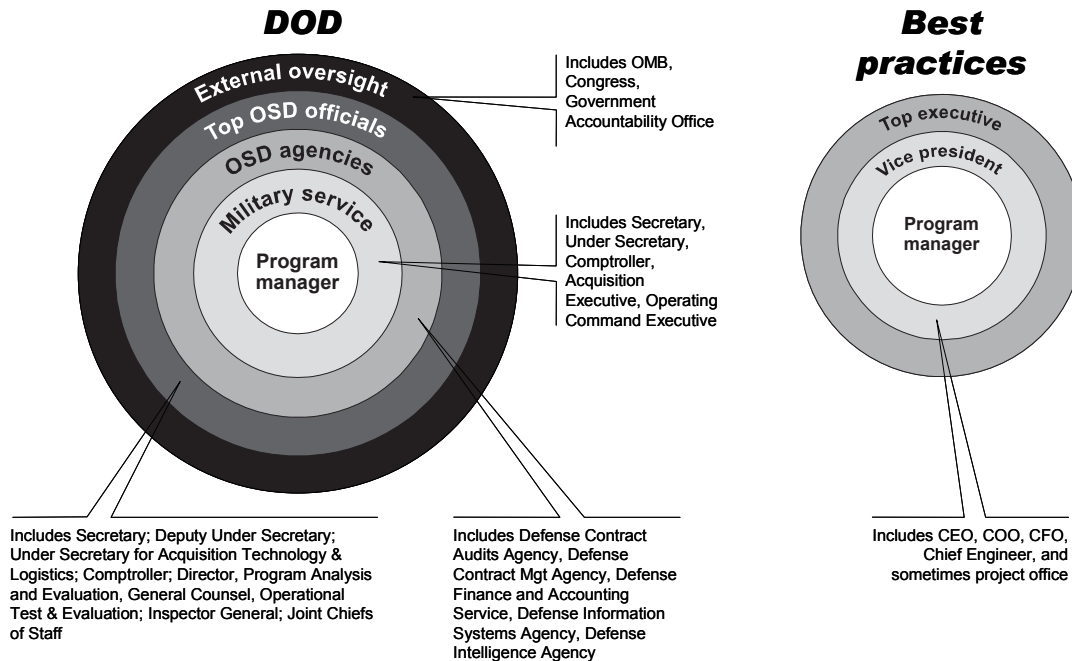 DOD
External oversight
Top OSD officials
OSD agencies
Military service
Program
manager
Includes OMB,
Congress,
Government
Accountability Office
Includes Secretary,
Under Secretary,
Comptroller,
Acquisition
Executive, Operating
Command Executive
Includes Secretary; Deputy Under Secretary;
Under Secretary for Acquisition Technology &
Logistics; Comptroller; Director, Program Analysis
and Evaluation, General Counsel, Operational
Test & Evaluation; Inspector General; Joint Chiefs
of Staff
Includes Defense Contract
Audits Agency, Defense
Contract Mgt Agency, Defense
Finance and Accounting
Service, Defense Information
Systems Agency, Defense
Intelligence Agency
Best
practices
Top executive
Vice president
Program
manager
Includes CEO, COO, CFO,
Chief Engineer, and
sometimes project office